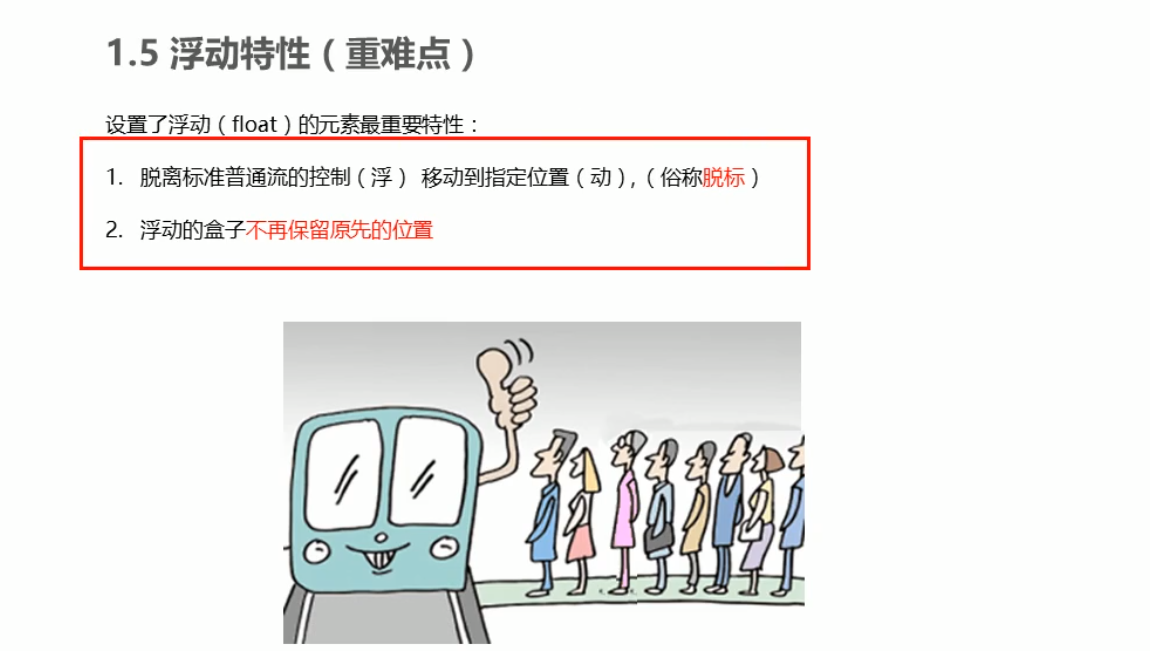 1.5 浮动特性（重难点）
设置了浮动（float）的元素最重要特性：
1. 脱离标准普通流的控制（浮） 移动到指定位置（动），（俗称脱标）
2. 浮动的盒子不再保留原先的位置